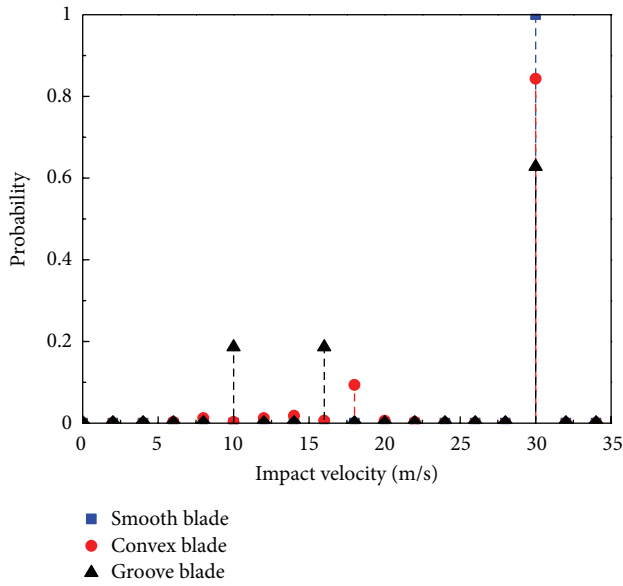 1
0.8
0.6
0.4
0.2
0
Probability
0 5 10 15 20 25 30 35
Impact velocity (m/s)
Smooth blade
Convex blade
Groove blade